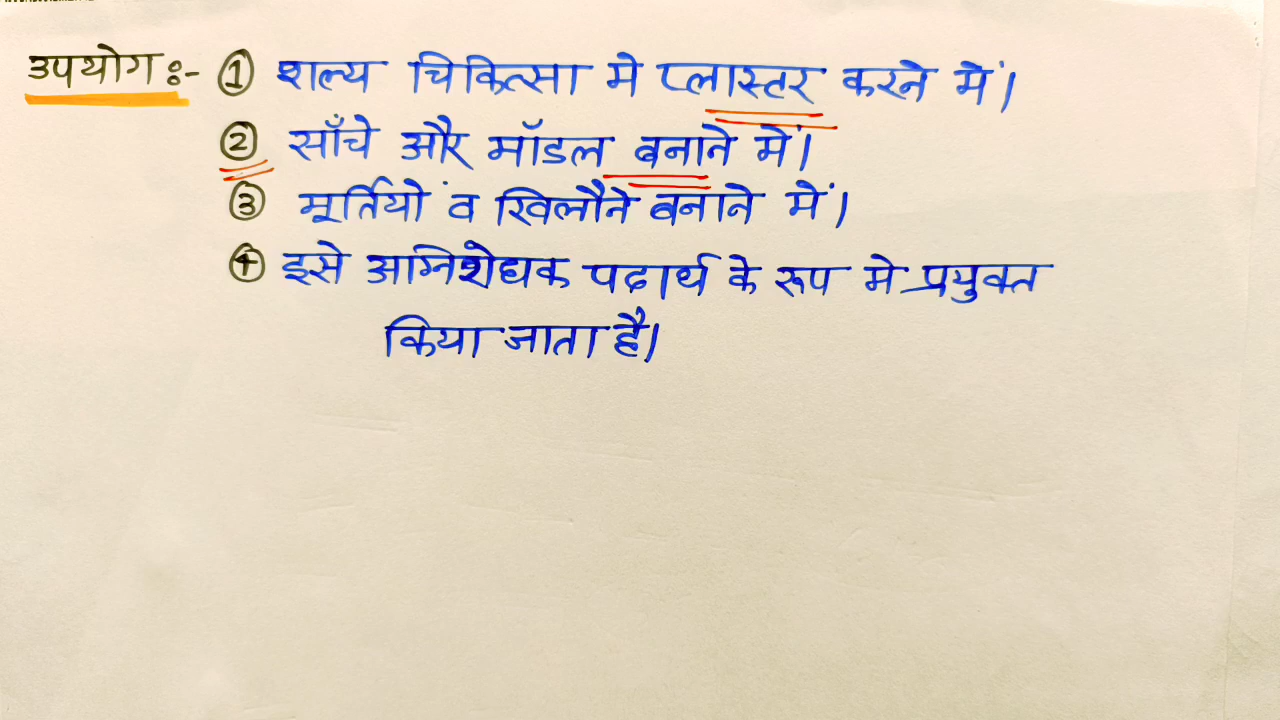 उपयोग :- ① शल्य चिकित्सा मे प्लास्टर करने में।
② साँचे और मॉडल बनाने में।
③ मूर्तियों व खिलौने बनाने में।
④ इसे अग्निशेधक पदार्थ के रूप मे प्रयुक्त
किया जाता है।